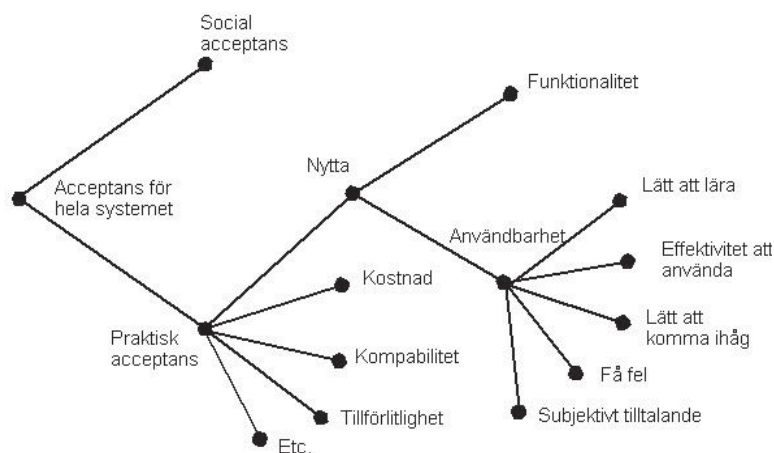 Social
acceptans
Funktionalitet
Nytta
Acceptans för
hela systemet
Lätt att lära
Användbarhet
Effektivitet att
använda
Kostnad
Lätt att
komma ihåg
Praktisk
acceptans
Kompabilitet
Få fel
Tillförlitlighet
Subjektivt tilltalande
Etc.